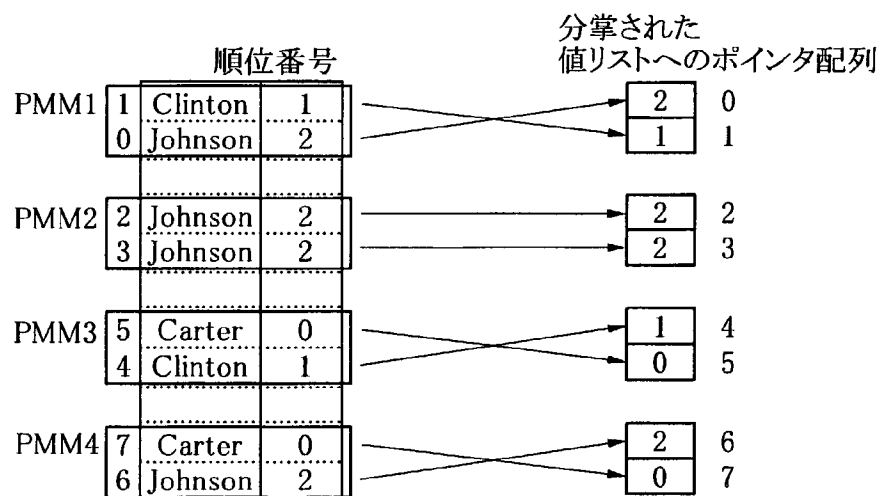 分掌された
順位番号 値リストへのポインタ配列
PMM1 1 Clinton 1 2 0
0 Johnson 2 1 1
PMM2 2 Johnson 2 2 2
3 Johnson 2 2 3
PMM3 5 Carter 0 1 4
4 Clinton 1 0 5
PMM4 7 Carter 0 2 6
6 Johnson 2 0 7